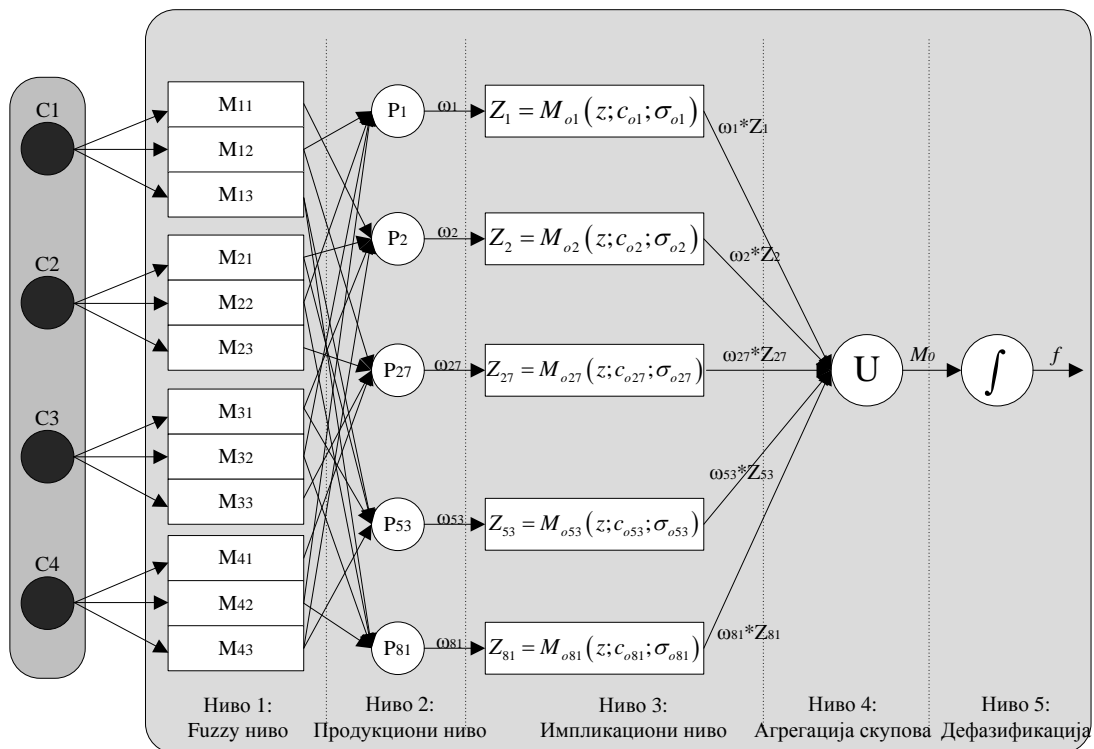 C1
C2
C3
C4
M11
M12
M13
M21
M22
M23
M31
M32
M33
M41
M42
M43
P1
P2
P27
P53
P81
ω1
ω2
ω27
ω53
ω81
Z₁ = Mₒ₁(z;cₒ₁;σₒ₁)
Z₂ = Mₒ₂(z;cₒ₂;σₒ₂)
Z₂₇ = Mₒ₂₇(z;cₒ₂₇;σₒ₂₇)
Z₅₃ = Mₒ₅₃(z;cₒ₅₃;σₒ₅₃)
Z₈₁ = Mₒ₈₁(z;cₒ₈₁;σₒ₈₁)
ω1*Z1
ω2*Z2
ω27*Z27
ω53*Z53
ω81*Z81
U
M0
∫
f
Ниво 1:
Fuzzy ниво
Ниво 2:
Продукциони ниво
Ниво 3:
Импликациони ниво
Ниво 4:
Агрегација скупова
Ниво 5:
Дефазификација